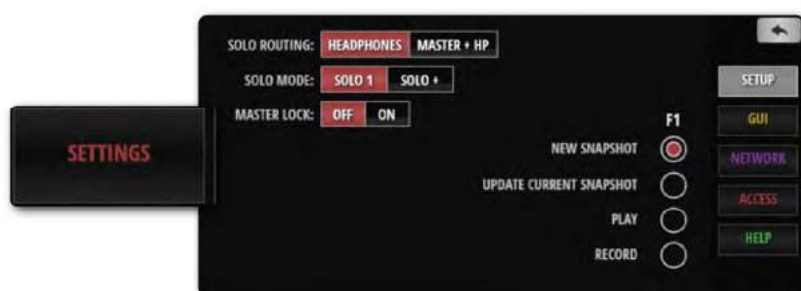 SETTINGS
SOLO ROUTING: HEADPHONES MASTER + HP
SOLO MODE: SOLO 1 SOLO +
MASTER LOCK: OFF ON
F1
NEW SNAPSHOT
UPDATE CURRENT SNAPSHOT
PLAY
RECORD
SETUP
GUI
NETWORK
ACCESS
HELP